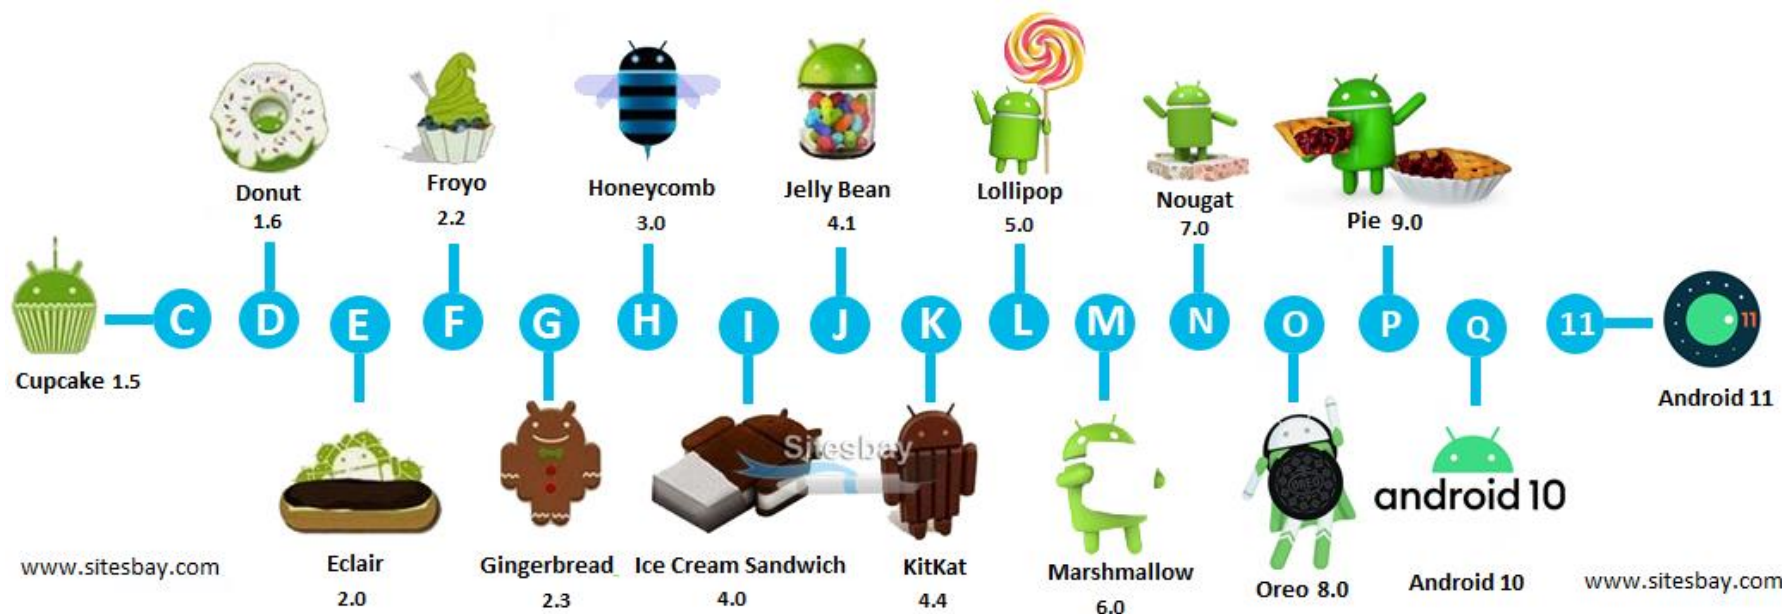 Donut
1.6
Froyo
2.2
Honeycomb
3.0
Jelly Bean
4.1
Lollipop
5.0
Nougat
7.0
Pie 9.0
C
D
E
F
G
H
I
J
K
L
M
N
O
P
Q
11
11
Cupcake 1.5
Android 11
Sitesbay
OREO
android 10
www.sitesbay.com
Eclair
2.0
Gingerbread
2.3
Ice Cream Sandwich
4.0
KitKat
4.4
Marshmallow
6.0
Oreo 8.0
Android 10
www.sitesbay.com